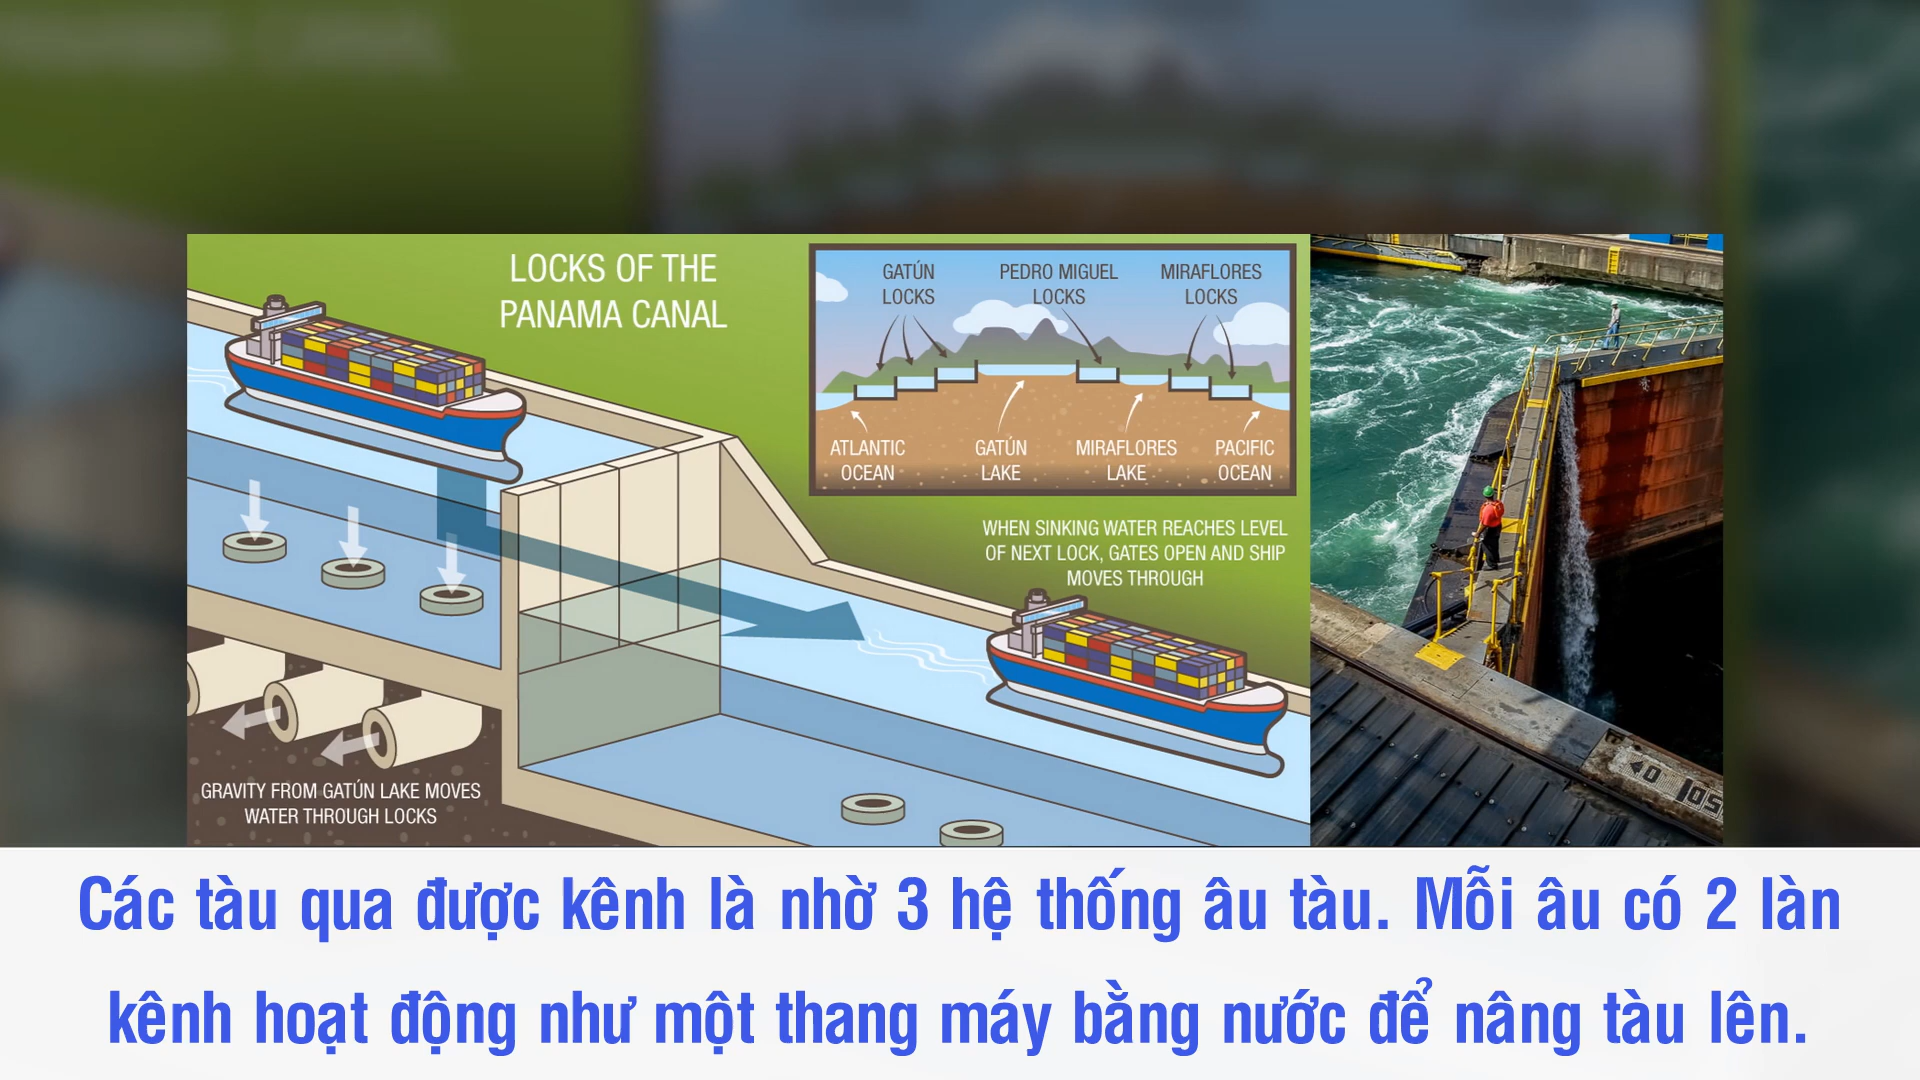 LOCKS OF THE
PANAMA CANAL
GATÚN
LOCKS
PEDRO MIGUEL
LOCKS
MIRAFLORES
LOCKS
ATLANTIC
OCEAN
GATÚN
LAKE
MIRAFLORES
LAKE
PACIFIC
OCEAN
WHEN SINKING WATER REACHES LEVEL
OF NEXT LOCK, GATES OPEN AND SHIP
MOVES THROUGH
GRAVITY FROM GATÚN LAKE MOVES
WATER THROUGH LOCKS
Các tàu qua được kênh là nhờ 3 hệ thống âu tàu. Mỗi âu có 2 làn
kênh hoạt động như một thang máy bằng nước để nâng tàu lên.